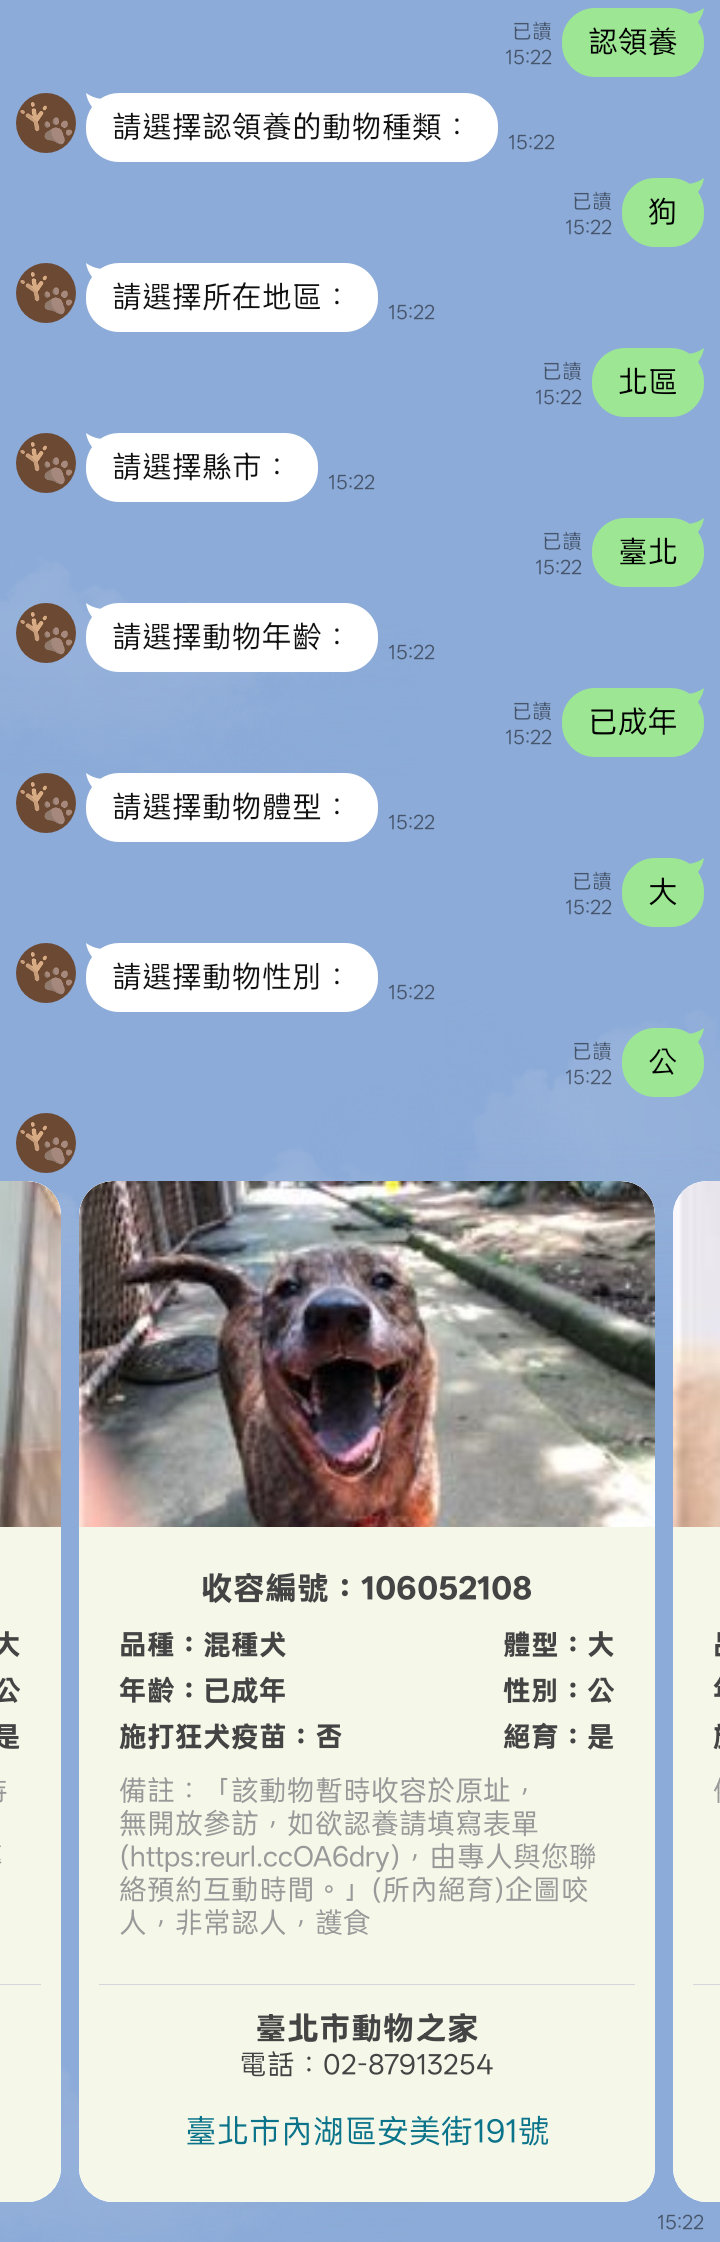 認領養
已讀
15:22
請選擇認領養的動物種類：
15:22
狗
已讀
15:22
請選擇所在地區：
15:22
北區
已讀
15:22
請選擇縣市：
15:22
臺北
已讀
15:22
請選擇動物年齡：
15:22
已成年
已讀
15:22
請選擇動物體型：
15:22
大
已讀
15:22
請選擇動物性別：
15:22
公
已讀
15:22
大
公
是
收容編號：106052108
品種：混種犬 體型：大
年齡：已成年 性別：公
施打狂犬疫苗：否 絕育：是
備註：「該動物暫時收容於原址，
無開放參訪，如欲認養請填寫表單
(https:reurl.ccOA6dry)，由專人與您聯
絡預約互動時間。」(所內絕育)企圖咬
人，非常認人，護食
臺北市動物之家
電話：02-87913254
臺北市內湖區安美街191號
15:22